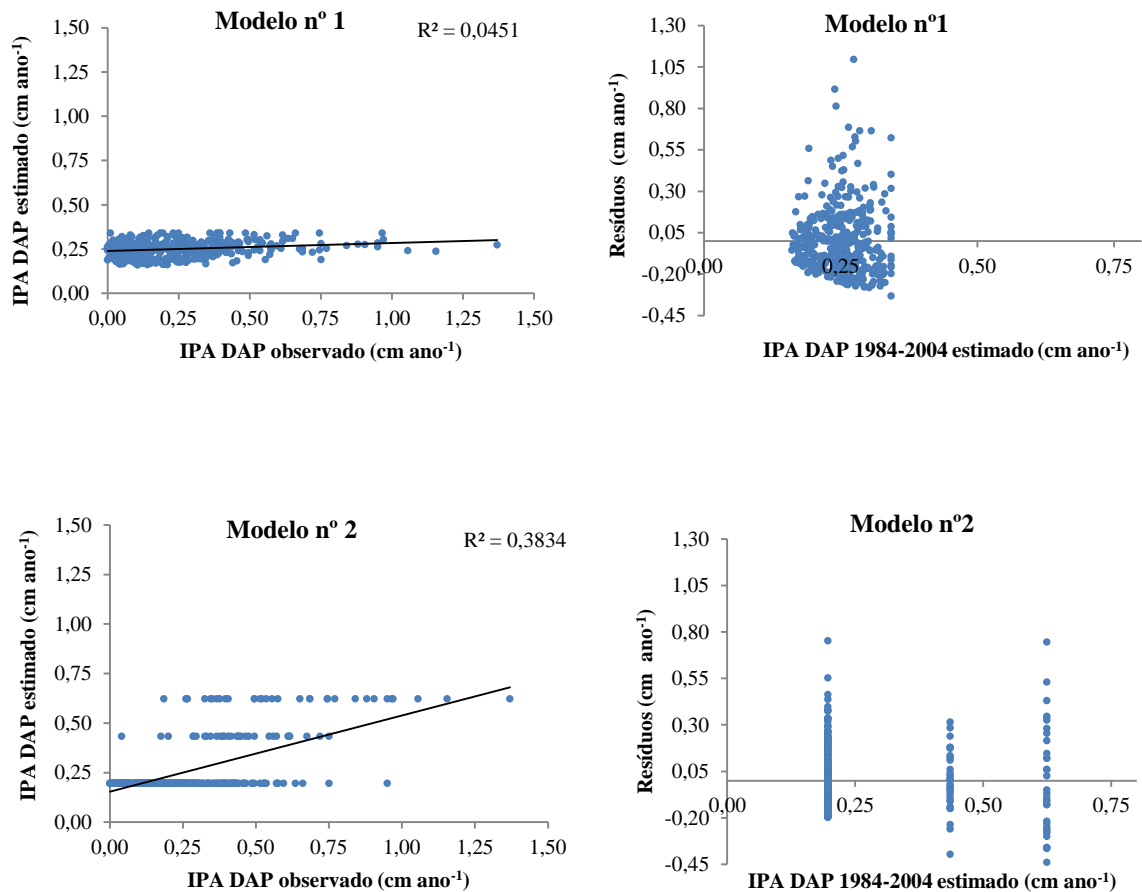 Modelo nº 1
R² = 0,0451
IPA DAP estimado (cm ano⁻¹)
1,50
1,25
1,00
0,75
0,50
0,25
0,00
0,00 0,25 0,50 0,75 1,00 1,25 1,50
IPA DAP observado (cm ano⁻¹)
Modelo nº1
Resíduos (cm ano⁻¹)
1,30
1,05
0,80
0,55
0,30
0,05
-0,20
-0,45
0,00 0,25 0,50 0,75
IPA DAP 1984-2004 estimado (cm ano⁻¹)
Modelo nº 2
R² = 0,3834
IPA DAP estimado (cm ano⁻¹)
1,50
1,25
1,00
0,75
0,50
0,25
0,00
0,00 0,25 0,50 0,75 1,00 1,25 1,50
IPA DAP observado (cm ano⁻¹)
Modelo nº2
Resíduos (cm ano⁻¹)
1,30
1,05
0,80
0,55
0,30
0,05
-0,20
-0,45
0,00 0,25 0,50 0,75
IPA DAP 1984-2004 estimado (cm ano⁻¹)